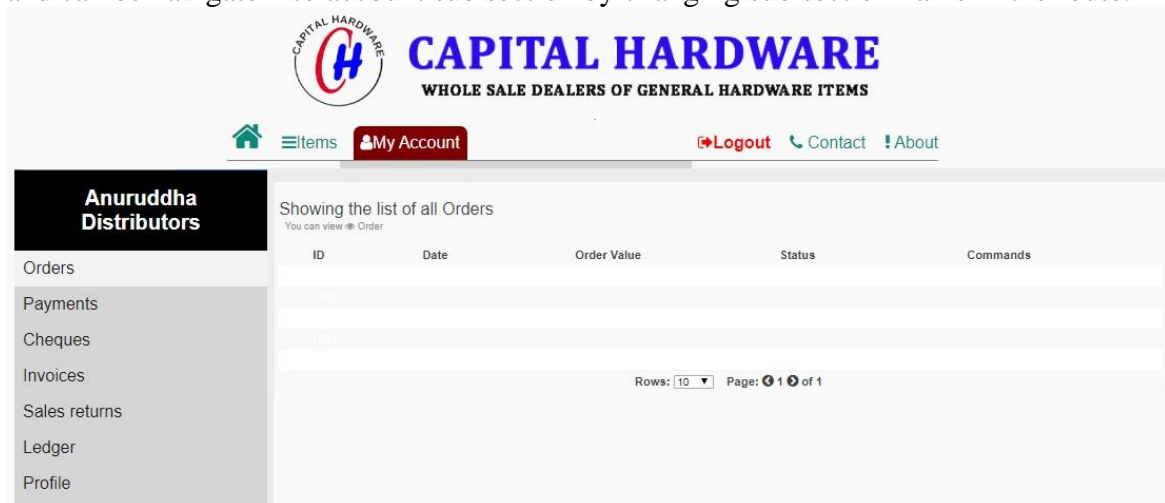 CAPITAL HARDWARE
CH
CAPITAL HARDWARE
WHOLE SALE DEALERS OF GENERAL HARDWARE ITEMS
Items My Account Logout Contact About
Anuruddha
Distributors
Showing the list of all Orders
You can view Order
ID Date Order Value Status Commands
Orders
Payments
Cheques
Invoices
Sales returns
Ledger
Profile
Rows: 10 Page: 1 of 1